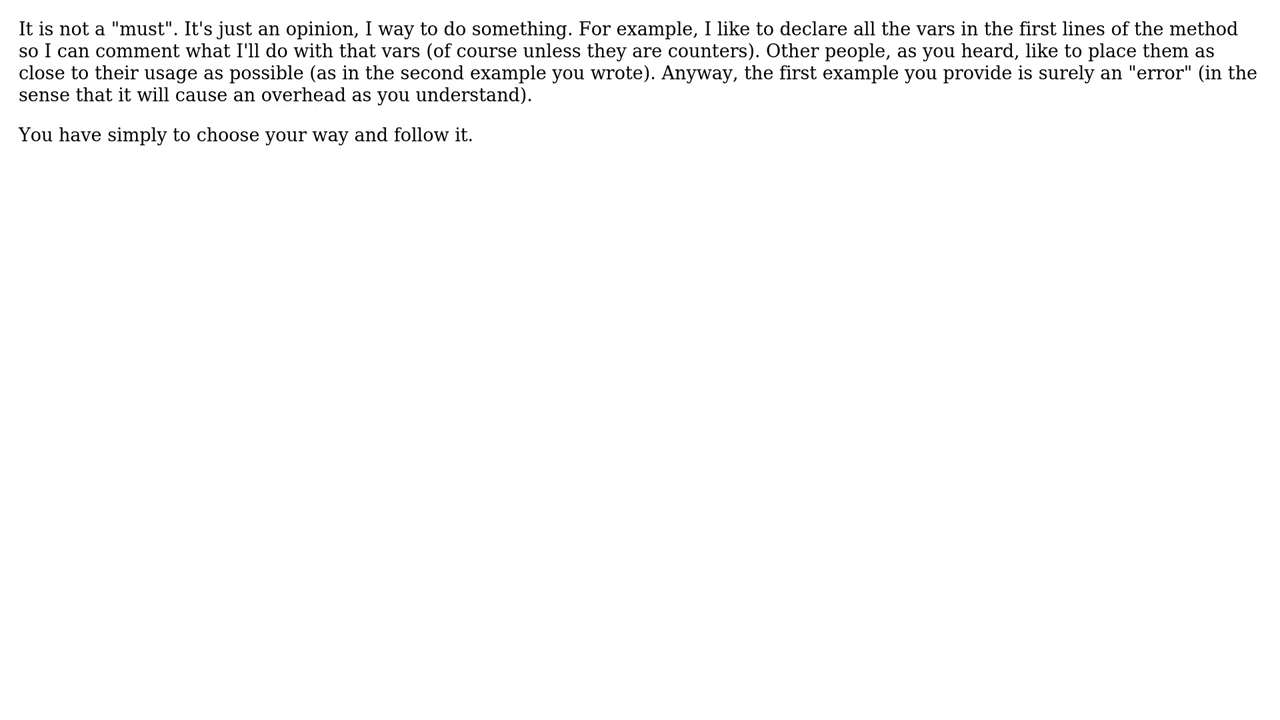 It is not a "must". It's just an opinion, I way to do something. For example, I like to declare all the vars in the first lines of the method
so I can comment what I'll do with that vars (of course unless they are counters). Other people, as you heard, like to place them as
close to their usage as possible (as in the second example you wrote). Anyway, the first example you provide is surely an "error" (in the
sense that it will cause an overhead as you understand).
You have simply to choose your way and follow it.